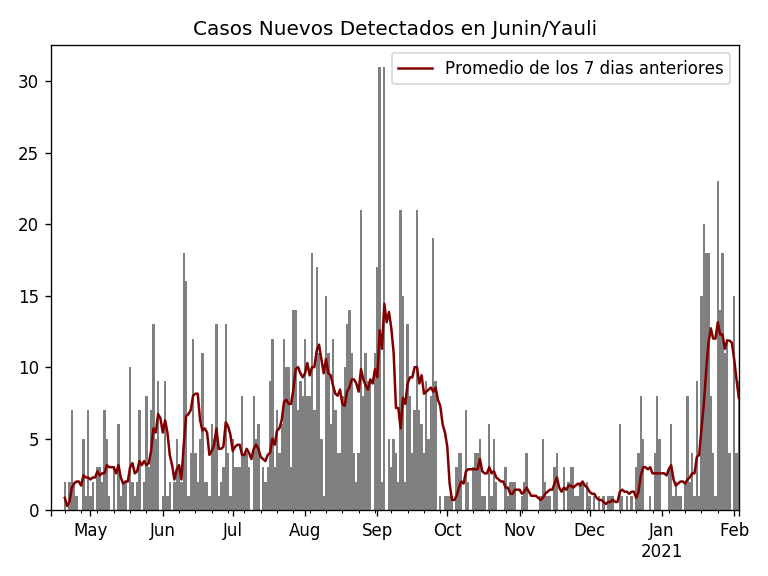 Casos Nuevos Detectados en Junin/Yauli
Promedio de los 7 dias anteriores
30
25
20
15
10
5
0
May Jun Jul Aug Sep Oct Nov Dec Jan Feb
2021